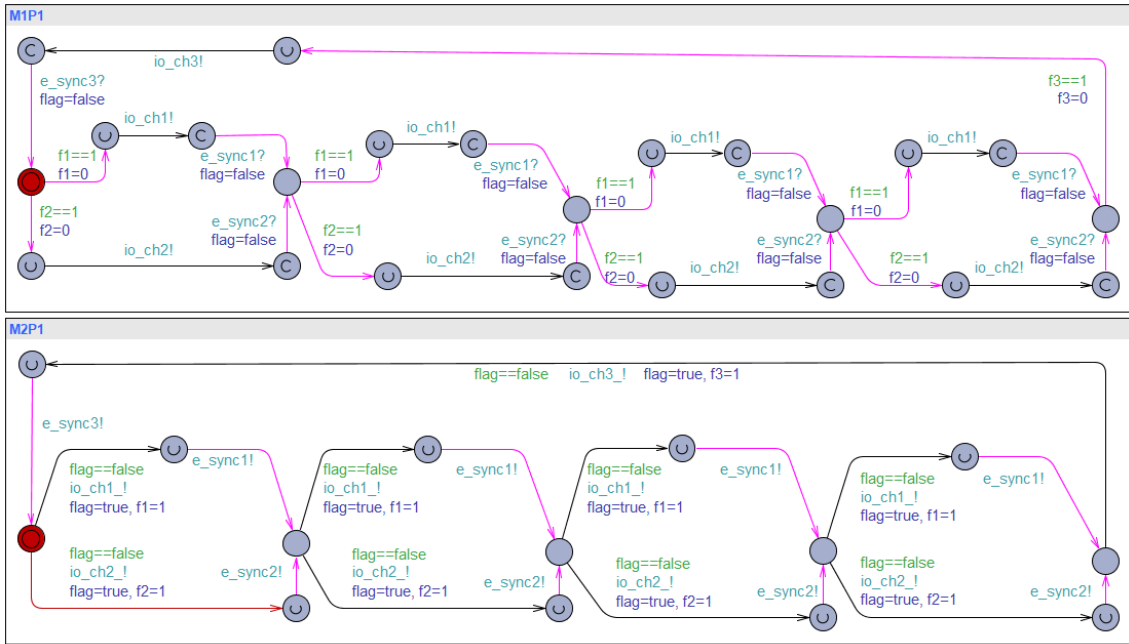 M1P1
io_ch3!
e_sync3?
flag=false
f3==1
f3=0
io_ch1!
f1==1
f1=0
e_sync1?
flag=false
f2==1
f2=0
io_ch2!
e_sync2?
flag=false
io_ch1!
f1==1
f1=0
e_sync1?
flag=false
f2==1
f2=0
io_ch2!
e_sync2?
flag=false
io_ch1!
f1==1
f1=0
e_sync1?
flag=false
f2==1
f2=0
io_ch2!
e_sync2?
flag=false
io_ch1!
f1==1
f1=0
e_sync1?
flag=false
f2==1
f2=0
io_ch2!
e_sync2?
flag=false
M2P1
flag==false io_ch3_! flag=true, f3=1
e_sync3!
flag==false
io_ch1_!
flag=true, f1=1
e_sync1!
flag==false
io_ch2_!
flag=true, f2=1
e_sync2!
flag==false
io_ch1_!
flag=true, f1=1
e_sync1!
flag==false
io_ch2_!
flag=true, f2=1
e_sync2!
flag==false
io_ch1_!
flag=true, f1=1
e_sync1!
flag==false
io_ch2_!
flag=true, f2=1
e_sync2!
flag==false
io_ch1_!
flag=true, f1=1
e_sync1!
flag==false
io_ch2_!
flag=true, f2=1
e_sync2!